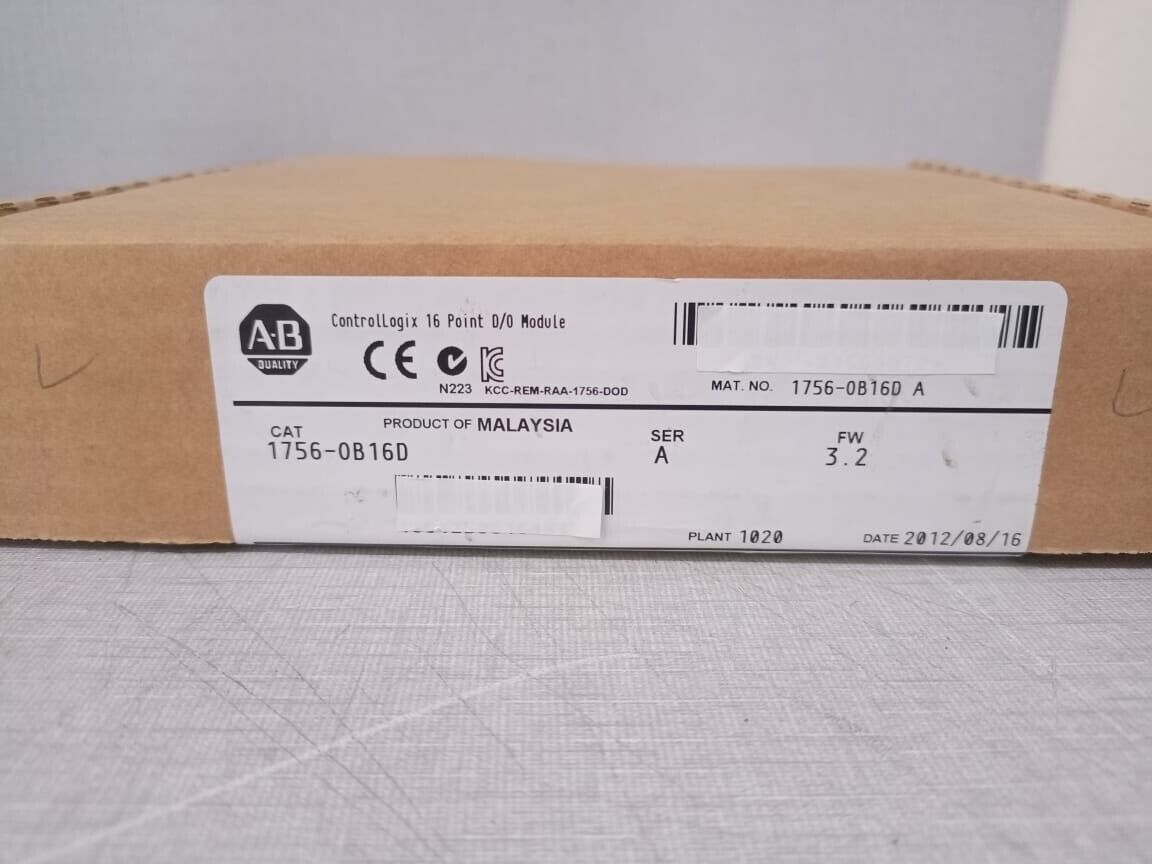 A-B
QUALITY
ControlLogix 16 Point D/O Module
CE
N223 KCC-REM-RAA-1756-DOD
MAT. NO. 1756-OB16D A
PRODUCT OF MALAYSIA
CAT
1756-OB16D
SER
A
FW
3.2
PLANT 1020
DATE 2012/08/16